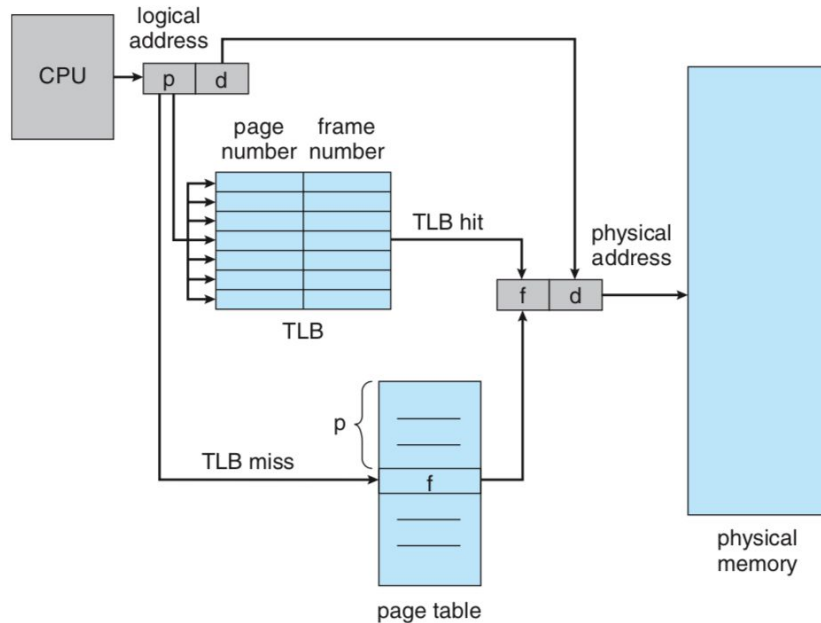 logical
address
CPU
p
d
page
number
frame
number
TLB hit
physical
address
f
d
TLB
p
TLB miss
f
physical
memory
page table